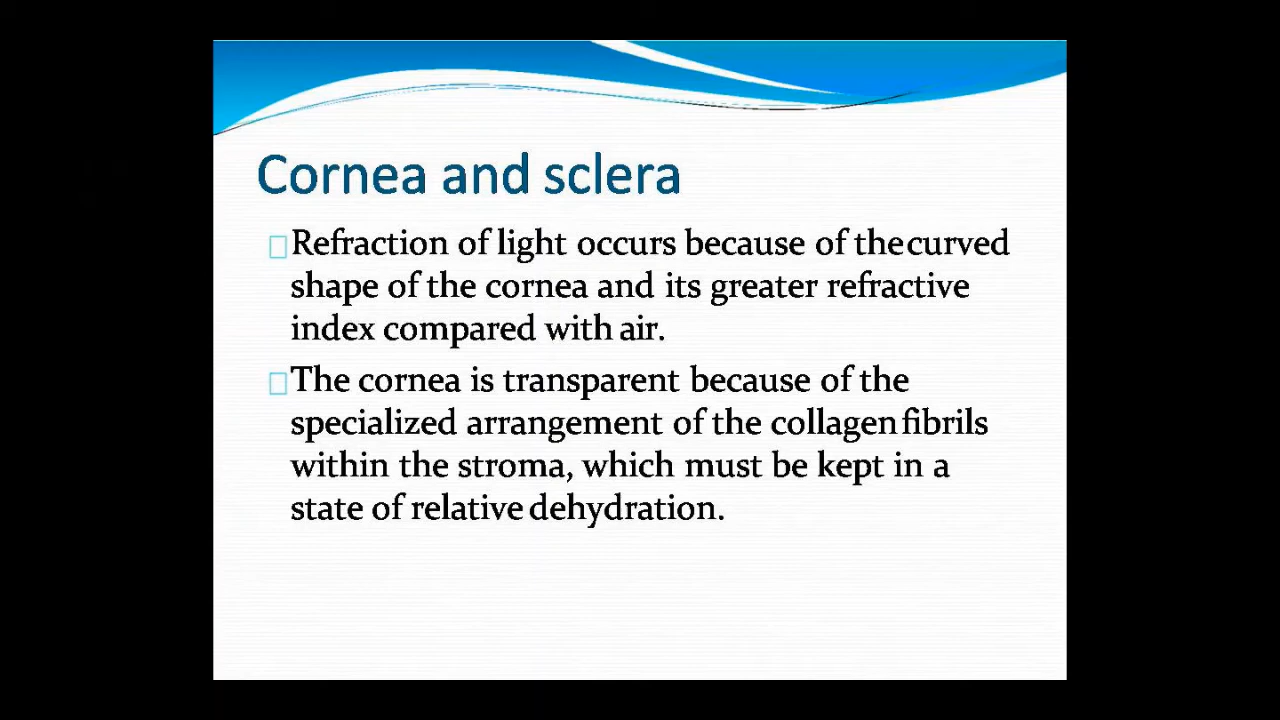 Cornea and sclera
Refraction of light occurs because of the curved
shape of the cornea and its greater refractive
index compared with air.
The cornea is transparent because of the
specialized arrangement of the collagen fibrils
within the stroma, which must be kept in a
state of relative dehydration.